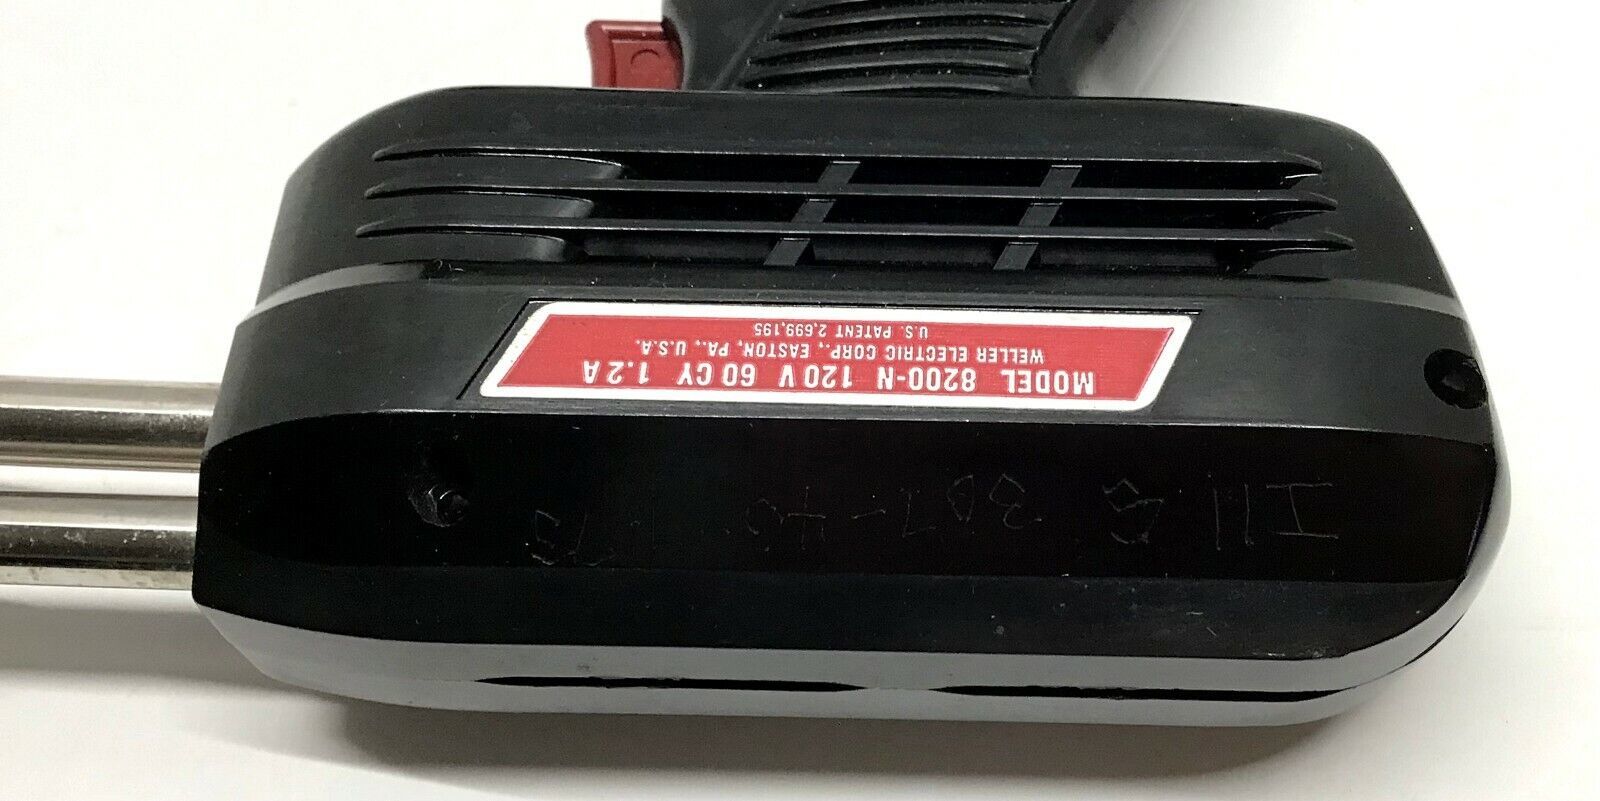 MODEL 8200-N 120V 60CY 1.2A
WELLER ELECTRIC CORP., EASTON, PA., U.S.A.
U.S. PATENT 2,699,195